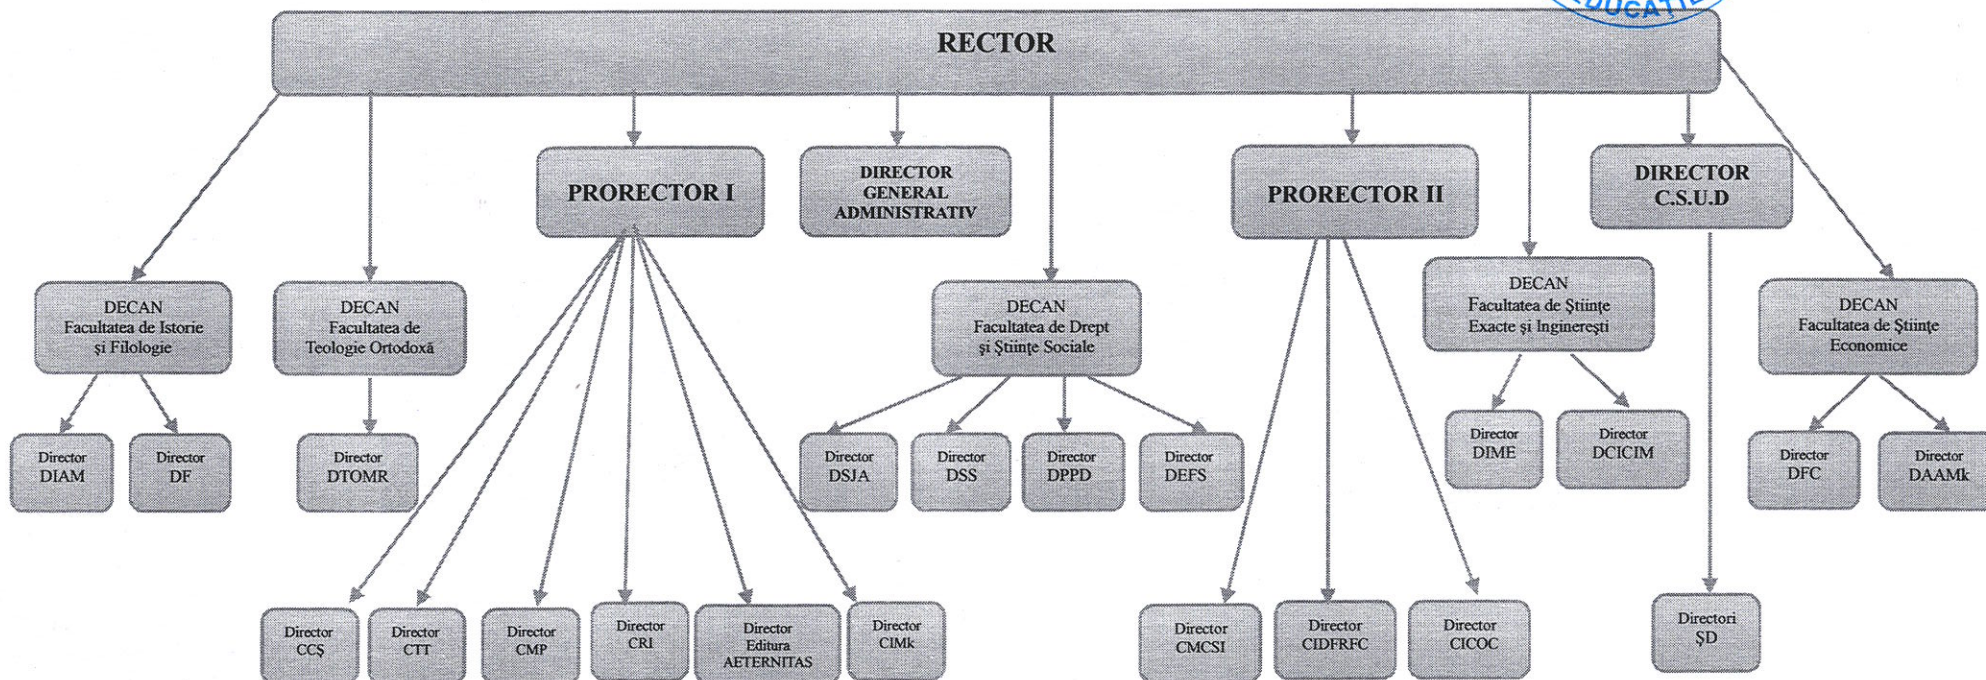 EDUCAȚIE
RECTOR
PRORECTOR I
DIRECTOR
GENERAL
ADMINISTRATIV
PRORECTOR II
DIRECTOR
C.S.U.D
DECAN
Facultatea de Istorie
şi Filologie
DECAN
Facultatea de
Teologie Ortodoxă
DECAN
Facultatea de Drept
şi Ştiinţe Sociale
DECAN
Facultatea de Ştiinţe
Exacte şi Inginereşti
DECAN
Facultatea de Ştiinţe
Economice
Director
DIAM
Director
DF
Director
DTOMR
Director
DSJA
Director
DSS
Director
DPPD
Director
DEFS
Director
DIME
Director
DCICIM
Director
DFC
Director
DAAMk
Director
CCŞ
Director
CTT
Director
CMP
Director
CRI
Director
Editura
AETERNITAS
Director
CIMk
Director
CMCSI
Director
CIDFRFC
Director
CICOC
Directori
ŞD